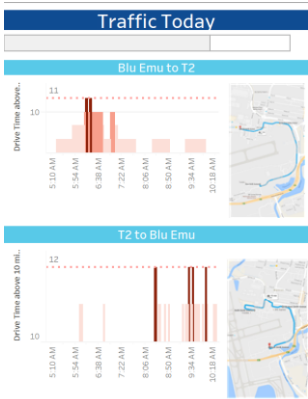 Traffic Today
Blu Emu to T2
Drive Time above..
11
10
5:10 AM
5:54 AM
6:38 AM
7:22 AM
8:06 AM
8:50 AM
9:34 AM
10:18 AM
T2 to Blu Emu
Drive Time above 10 mi..
12
10
5:10 AM
5:54 AM
6:38 AM
7:22 AM
8:06 AM
8:50 AM
9:34 AM
10:18 AM